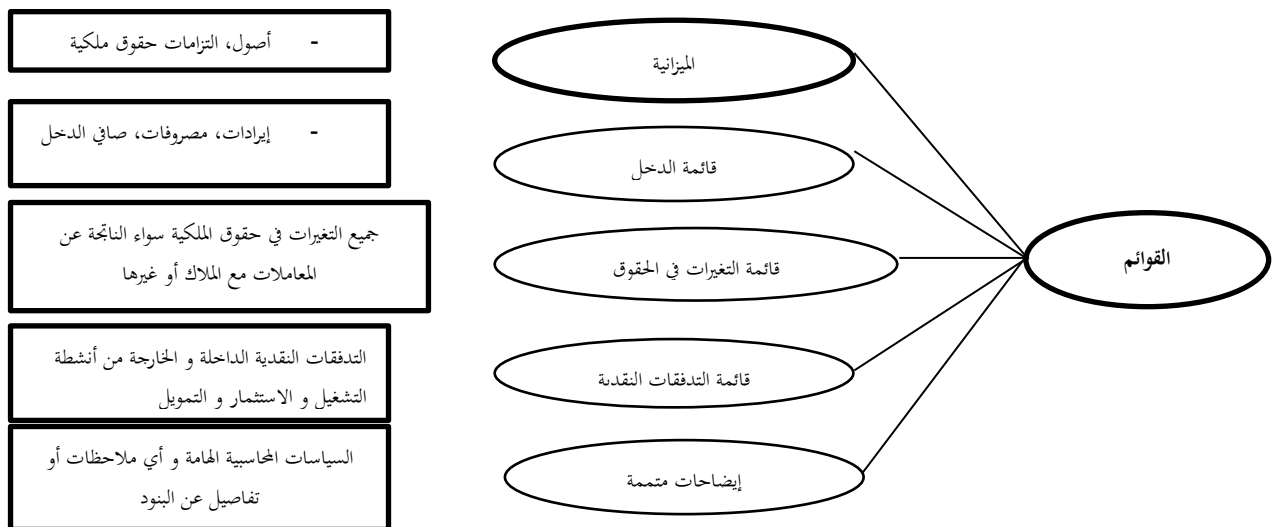 القوائم
الميزانية
- أصول، التزامات حقوق ملكية
قائمة الدخل
- إيرادات، مصروفات، صافي الدخل
قائمة التغيرات في الحقوق
جميع التغيرات في حقوق الملكية سواء الناتجة عن
المعاملات مع الملاك أو غيرها
قائمة التدفقات النقدية
التدفقات النقدية الداخلة و الخارجة من أنشطة
التشغيل و الاستثمار و التمويل
إيضاحات متممة
السياسات المحاسبية الهامة و أي ملاحظات أو
تفاصيل عن البنود